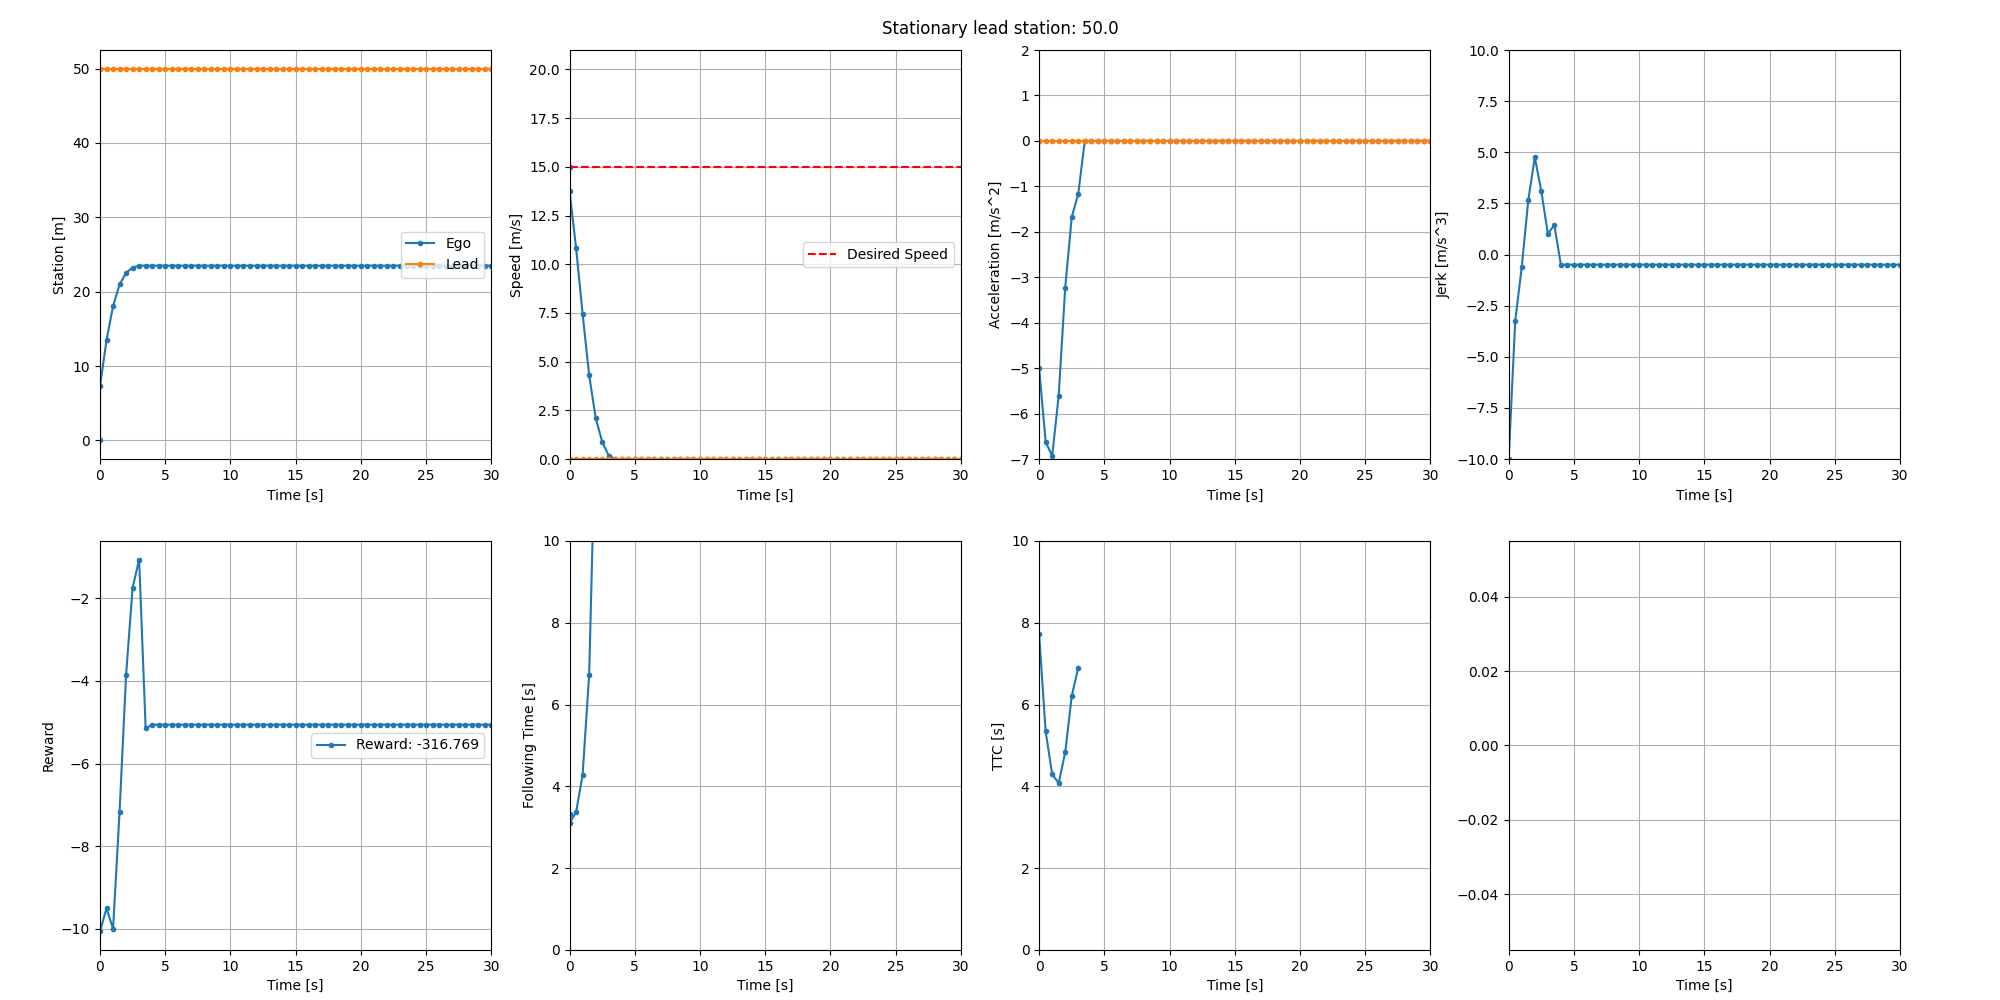 Stationary lead station: 50.0
50
40
30
20
10
0
Station [m]
0 5 10 15 20 25 30
Time [s]
Ego
Lead
20.0
17.5
15.0
12.5
10.0
7.5
5.0
2.5
0.0
Speed [m/s]
0 5 10 15 20 25 30
Time [s]
Desired Speed
2
1
0
−1
−2
−3
−4
−5
−6
−7
Acceleration [m/s^2]
0 5 10 15 20 25 30
Time [s]
10.0
7.5
5.0
2.5
0.0
−2.5
−5.0
−7.5
−10.0
Jerk [m/s^3]
0 5 10 15 20 25 30
Time [s]
−2
−4
−6
−8
−10
Reward
0 5 10 15 20 25 30
Time [s]
Reward: -316.769
10
8
6
4
2
0
Following Time [s]
0 5 10 15 20 25 30
Time [s]
10
8
6
4
2
0
TTC [s]
0 5 10 15 20 25 30
Time [s]
0.04
0.02
0.00
−0.02
−0.04
0 5 10 15 20 25 30
Time [s]